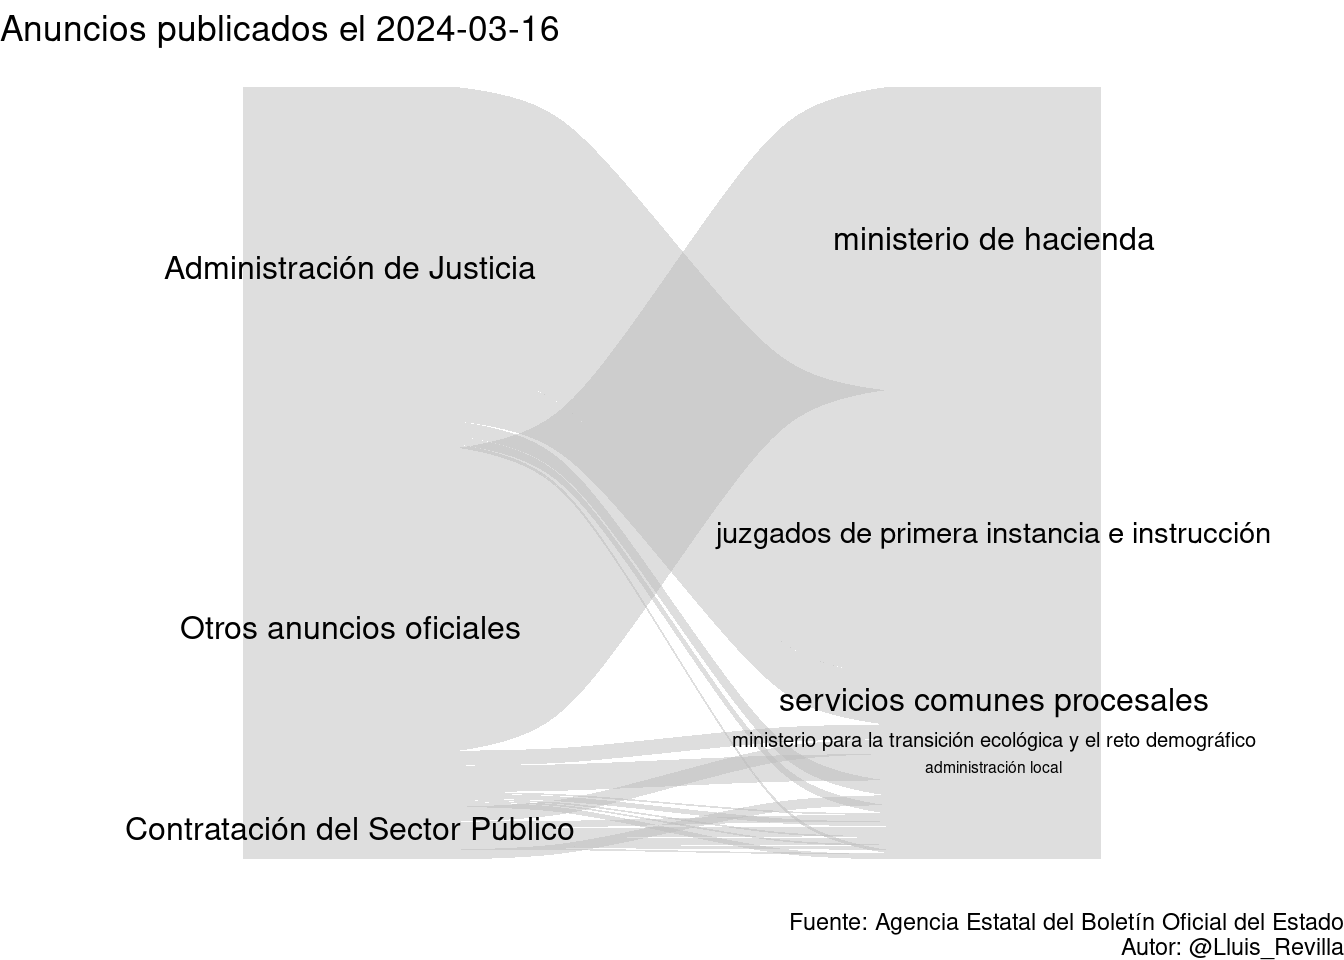 Anuncios publicados el 2024-03-16
ministerio de hacienda
Administración de Justicia
juzgados de primera instancia e instrucción
Otros anuncios oficiales
servicios comunes procesales
ministerio para la transición ecológica y el reto demográfico
administración local
Contratación del Sector Público
Fuente: Agencia Estatal del Boletín Oficial del Estado
Autor: @Lluis_Revilla